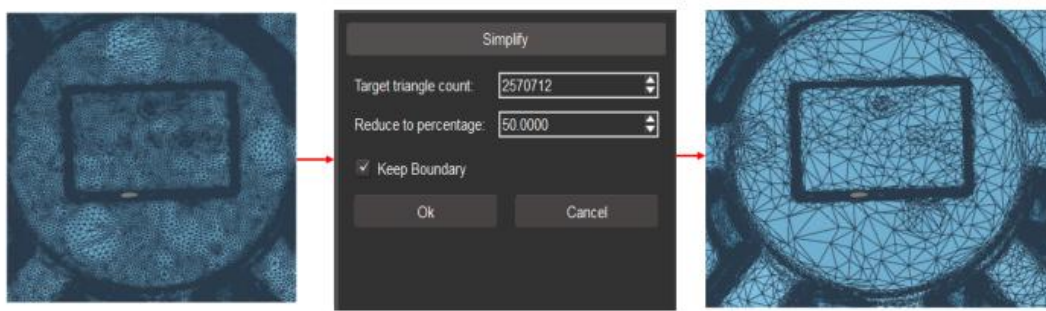 Simplify
Target triangle count: 2570712
Reduce to percentage: 50.0000
Keep Boundary
Ok Cancel